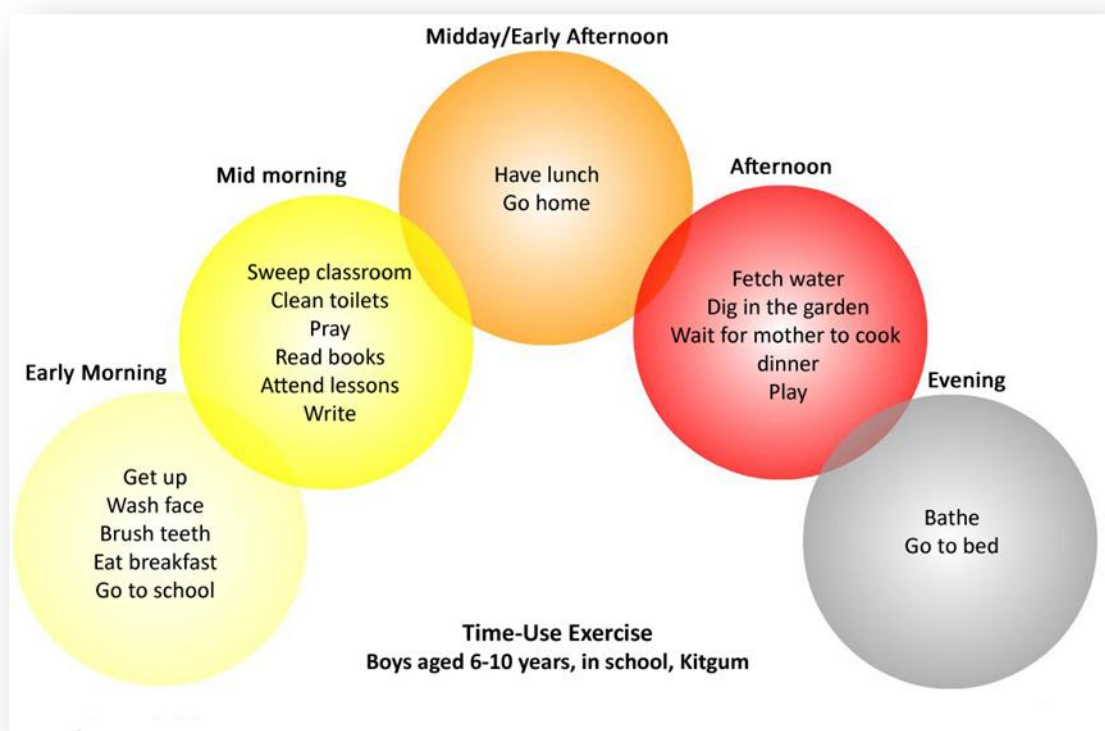 Midday/Early Afternoon
Have lunch
Go home
Mid morning
Sweep classroom
Clean toilets
Pray
Read books
Attend lessons
Write
Afternoon
Fetch water
Dig in the garden
Wait for mother to cook
dinner
Play
Early Morning
Get up
Wash face
Brush teeth
Eat breakfast
Go to school
Evening
Bathe
Go to bed
Time-Use Exercise
Boys aged 6-10 years, in school, Kitgum